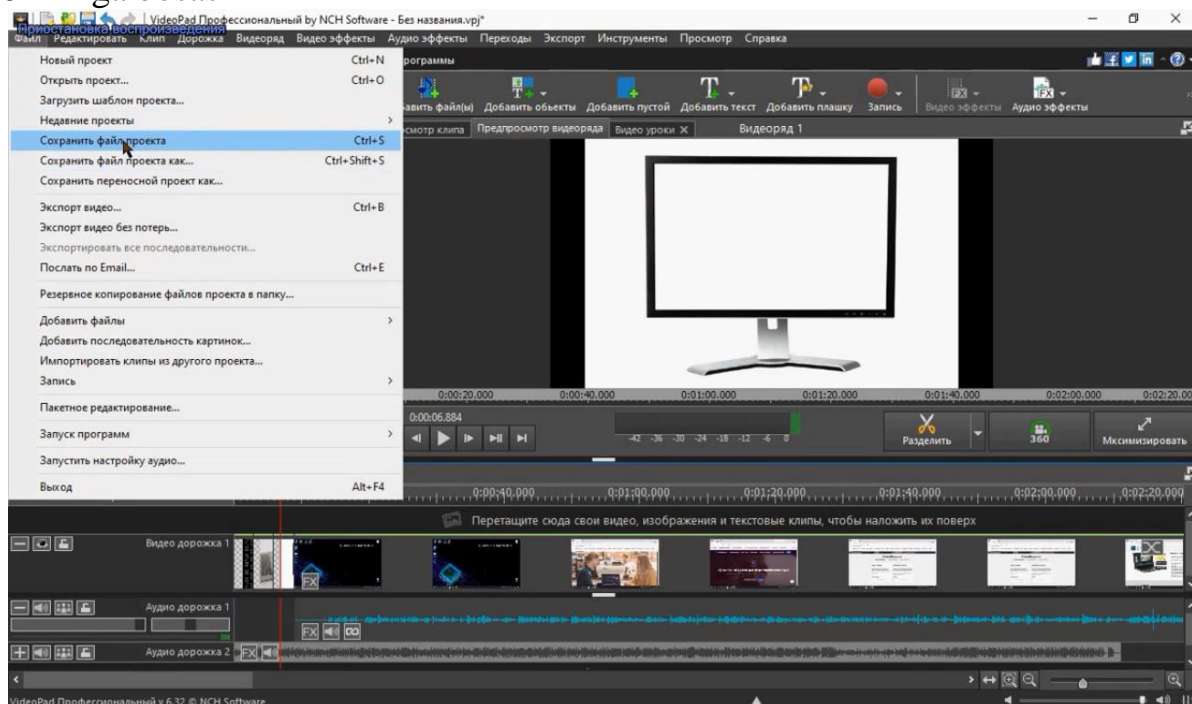 VideoPad Профессиональный by NCH Software - Без названия.vpj*
Приостановка воспроизведения
Файл Редактировать Клип Дорожка Видеоряд Видео эффекты Аудио эффекты Переходы Экспорт Инструменты Просмотр Справка
Новый проект Ctrl+N
Открыть проект... Ctrl+O
Загрузить шаблон проекта...
Недавние проекты
Сохранить файл проекта Ctrl+S
Сохранить файл проекта как... Ctrl+Shift+S
Сохранить переносной проект как...
Экспорт видео... Ctrl+B
Экспорт видео без потерь...
Экспортировать все последовательности...
Послать по Email... Ctrl+E
Резервное копирование файлов проекта в папку...
Добавить файлы
Добавить последовательность картинок...
Импортировать клипы из другого проекта...
Запись
Пакетное редактирование...
Запуск программ
Запустить настройку аудио...
Выход Alt+F4
рограммы
авить файл(ы) Добавить объекты Добавить пустой Добавить текст Добавить плашку Запись Видео эффекты Аудио эффекты
смотр клипа Предпросмотр видеоряда Видео уроки Видеоряд 1
0:00:20.000 0:00:40.000 0:01:00.000 0:01:20.000 0:01:40.000 0:02:00.000 0:02:20.00
0:00:06.884
-42 -36 -30 -24 -18 -12 -6 0
Разделить 360 Мксимизировать
0:00:40.000 0:01:00.000 0:01:20.000 0:01:40.000 0:02:00.000 0:02:20.000
Перетащите сюда свои видео, изображения и текстовые клипы, чтобы наложить их поверх
Видео дорожка 1
FX
Аудио дорожка 1
FX
Аудио дорожка 2 FX
VideoPad Профессиональный v 6.32 © NCH Software